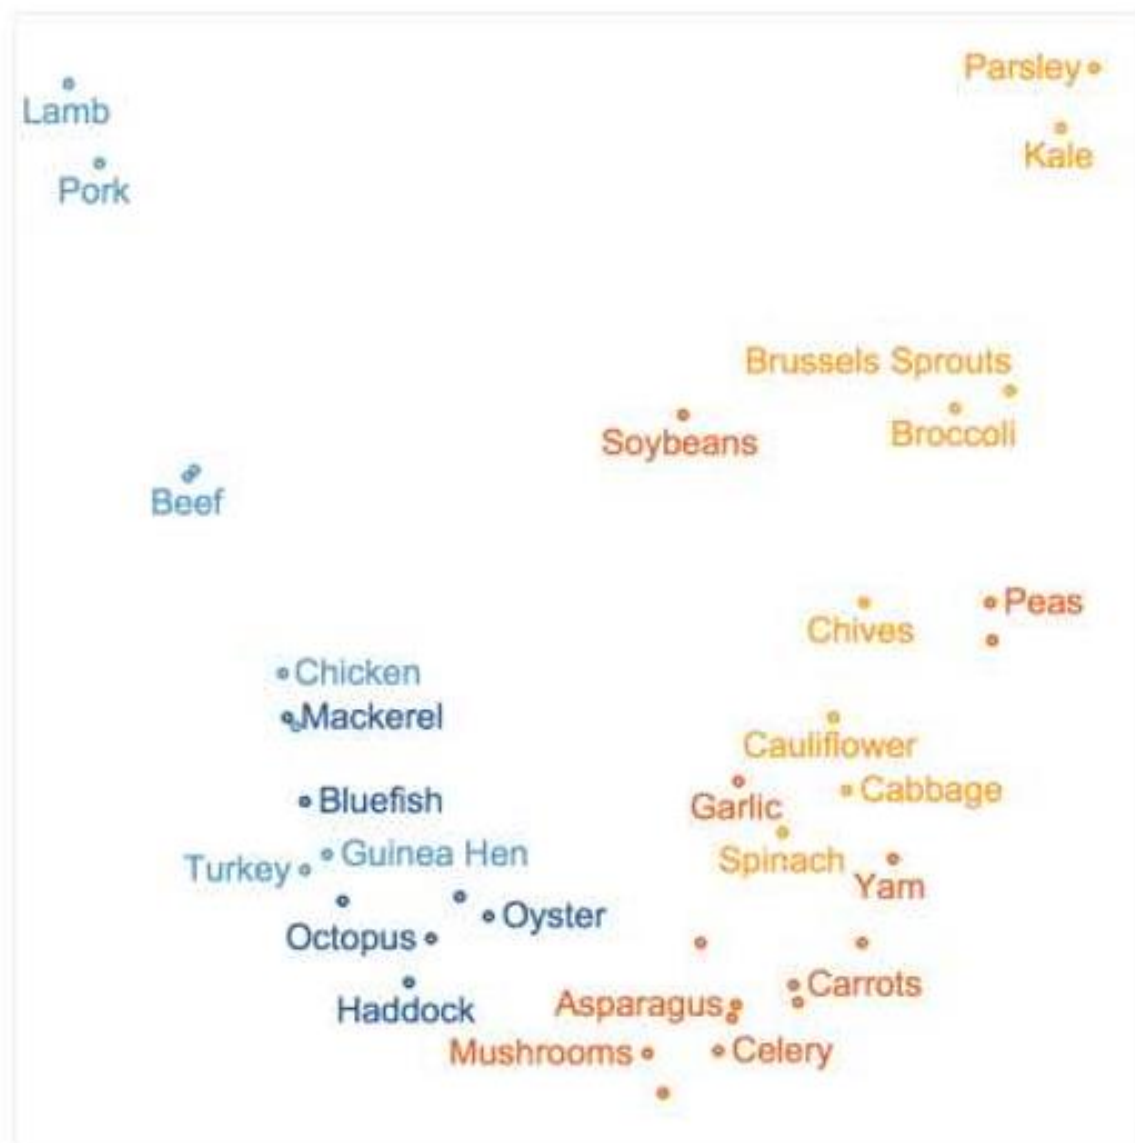 Parsley
Lamb
Kale
Pork
Brussels Sprouts
Broccoli
Soybeans
Beef
Peas
Chives
Chicken
Mackerel
Cauliflower
Cabbage
Bluefish
Garlic
Guinea Hen
Spinach
Turkey
Yam
Oyster
Octopus
Carrots
Asparagus
Haddock
Mushrooms
Celery